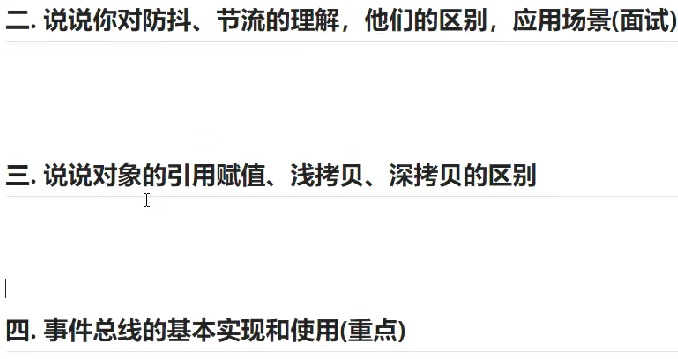 二. 说说你对防抖、节流的理解，他们的区别，应用场景(面试)
三. 说说对象的引用赋值、浅拷贝、深拷贝的区别
四. 事件总线的基本实现和使用(重点)